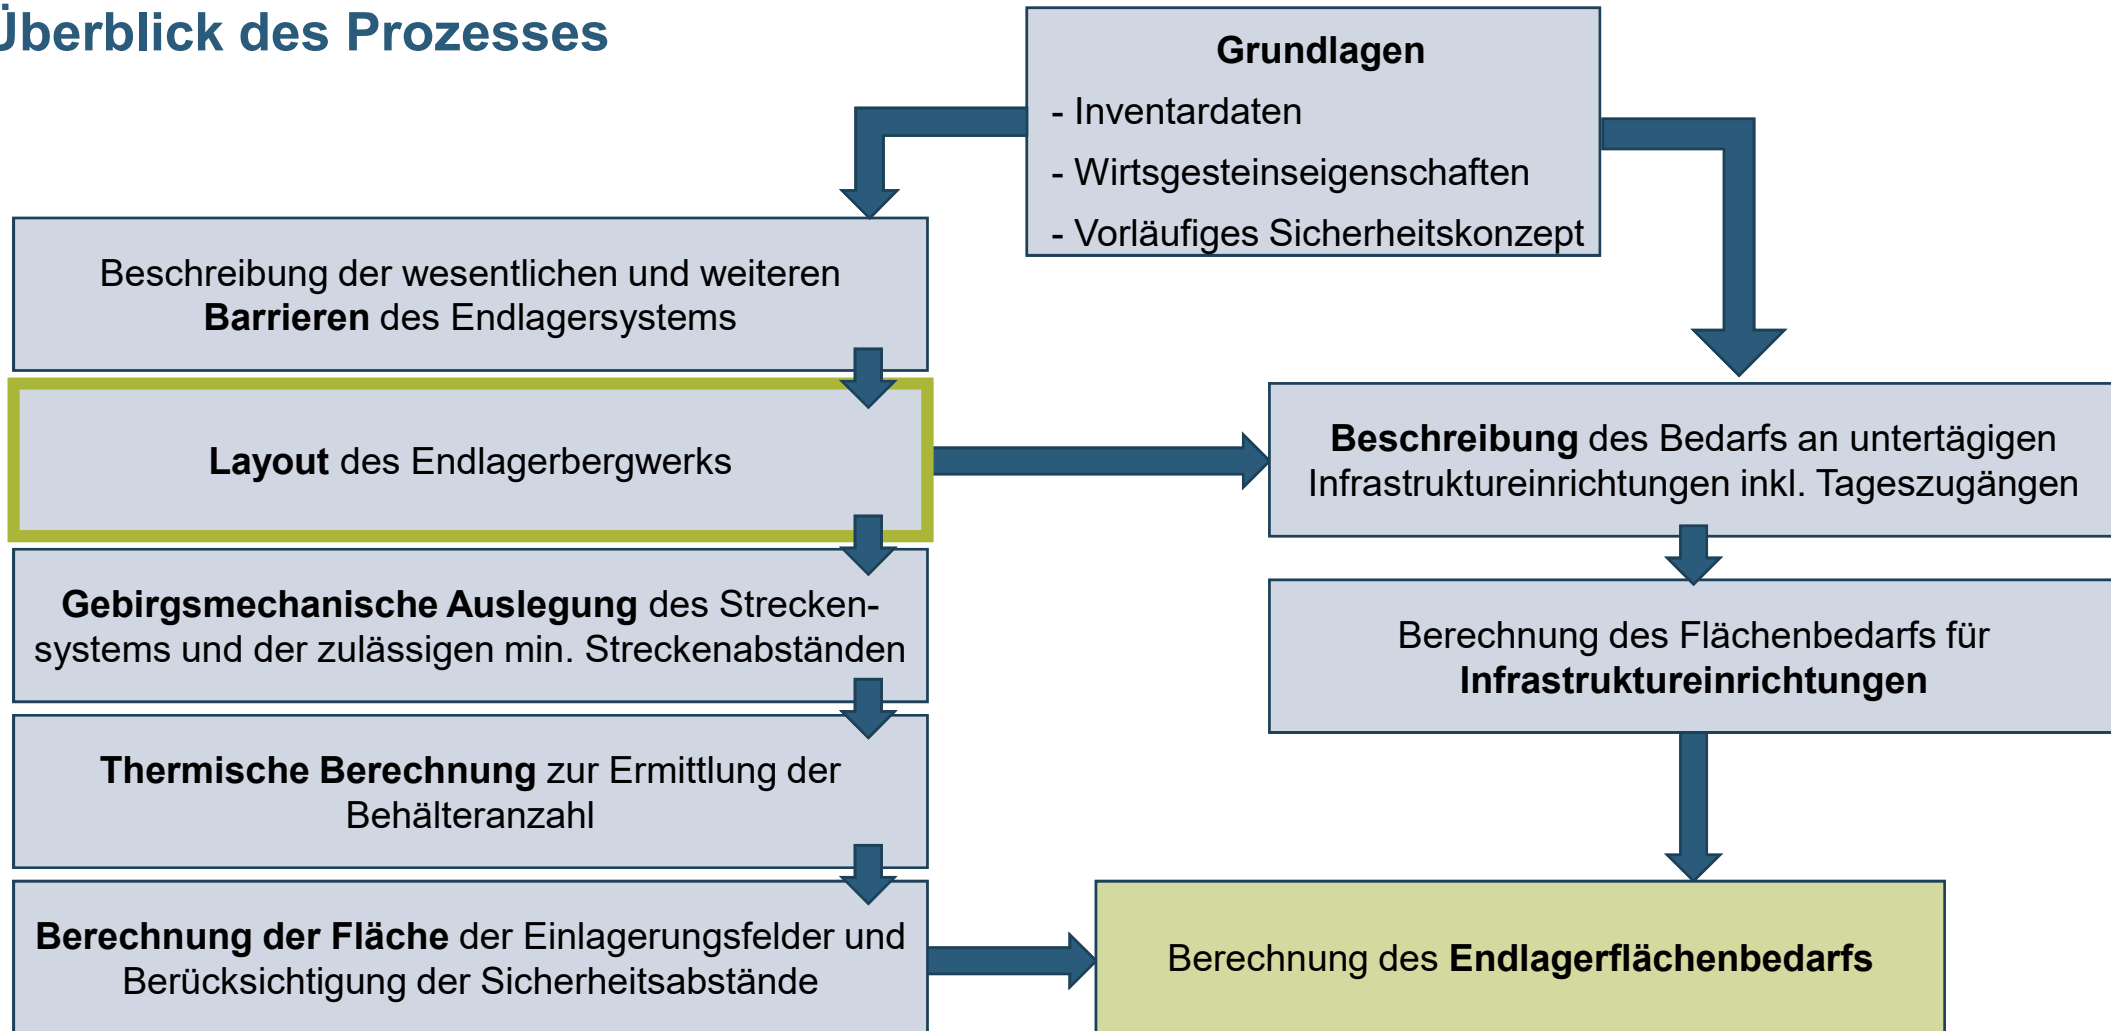 Überblick des Prozesses
Grundlagen
- Inventardaten
- Wirtsgesteinseigenschaften
- Vorläufiges Sicherheitskonzept
Beschreibung der wesentlichen und weiteren
Barrieren des Endlagersystems
Layout des Endlagerbergwerks
Beschreibung des Bedarfs an untertägigen
Infrastruktureinrichtungen inkl. Tageszugängen
Gebirgsmechanische Auslegung des Strecken-
systems und der zulässigen min. Streckenabständen
Berechnung des Flächenbedarfs für
Infrastruktureinrichtungen
Thermische Berechnung zur Ermittlung der
Behälteranzahl
Berechnung der Fläche der Einlagerungsfelder und
Berücksichtigung der Sicherheitsabstände
Berechnung des Endlagerflächenbedarfs